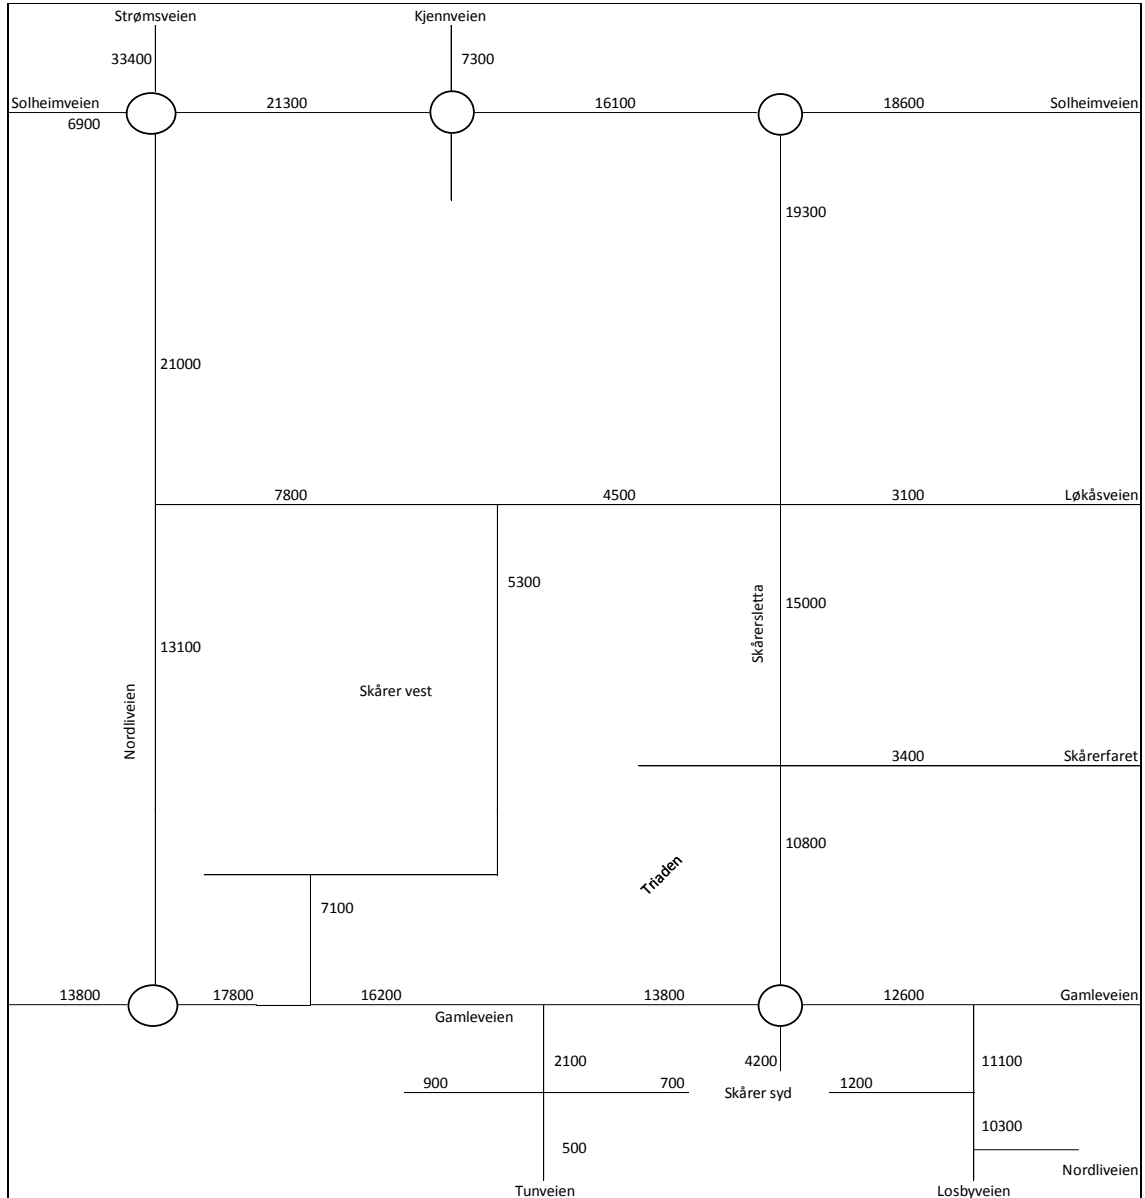 Strømsveien
Kjennveien
33400
7300
Solheimveien
21300
16100
18600
Solheimveien
6900
19300
21000
7800
4500
3100
Løkåsveien
5300
Skårersletta
15000
13100
Skårer vest
Nordliveien
3400
Skårerfaret
10800
Triaden
7100
13800
17800
16200
13800
12600
Gamleveien
Gamleveien
2100
4200
11100
900
700
Skårer syd
1200
10300
500
Nordliveien
Tunveien
Losbyveien